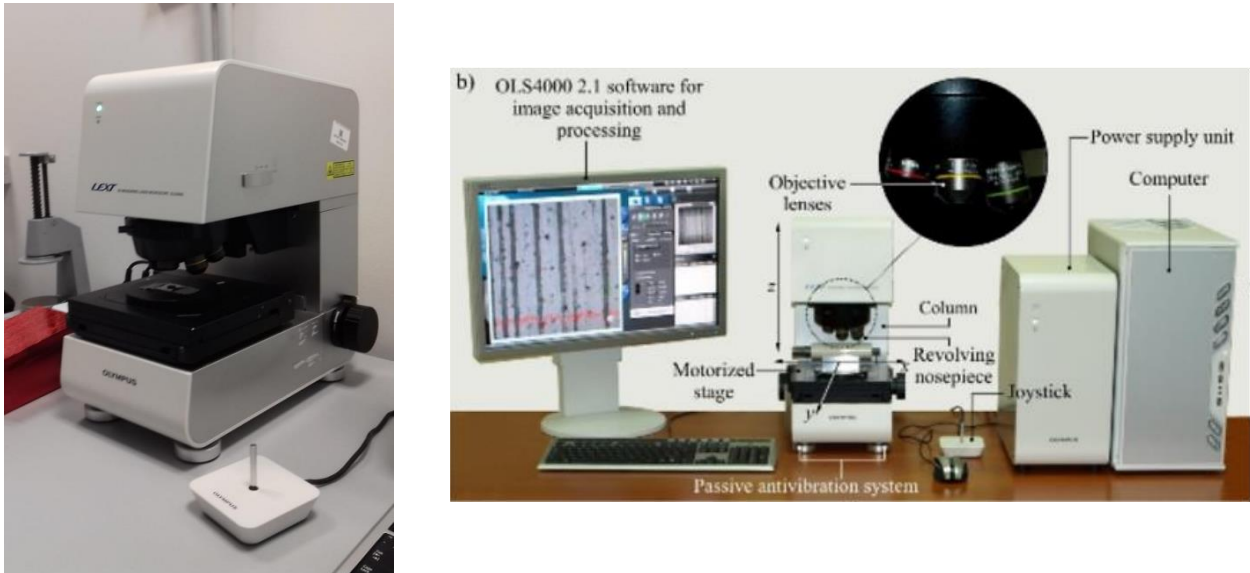 LEXT
OLYMPUS
OLYMPUS
b)
OLS4000 2.1 software for
image acquisition and
processing
Power supply unit
Objective
lenses
Computer
z
Column
Motorized
stage
x
Revolving
nosepiece
y
Joystick
OLYMPUS
Passive antivibration system